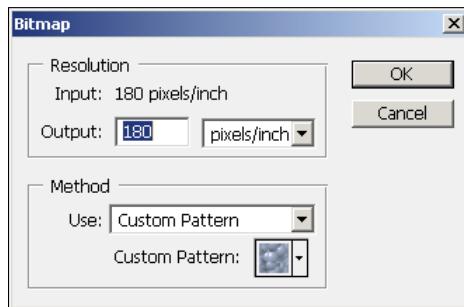 Bitmap
Resolution
Input: 180 pixels/inch
Output: 180 pixels/inch
Method
Use: Custom Pattern
Custom Pattern:
OK
Cancel